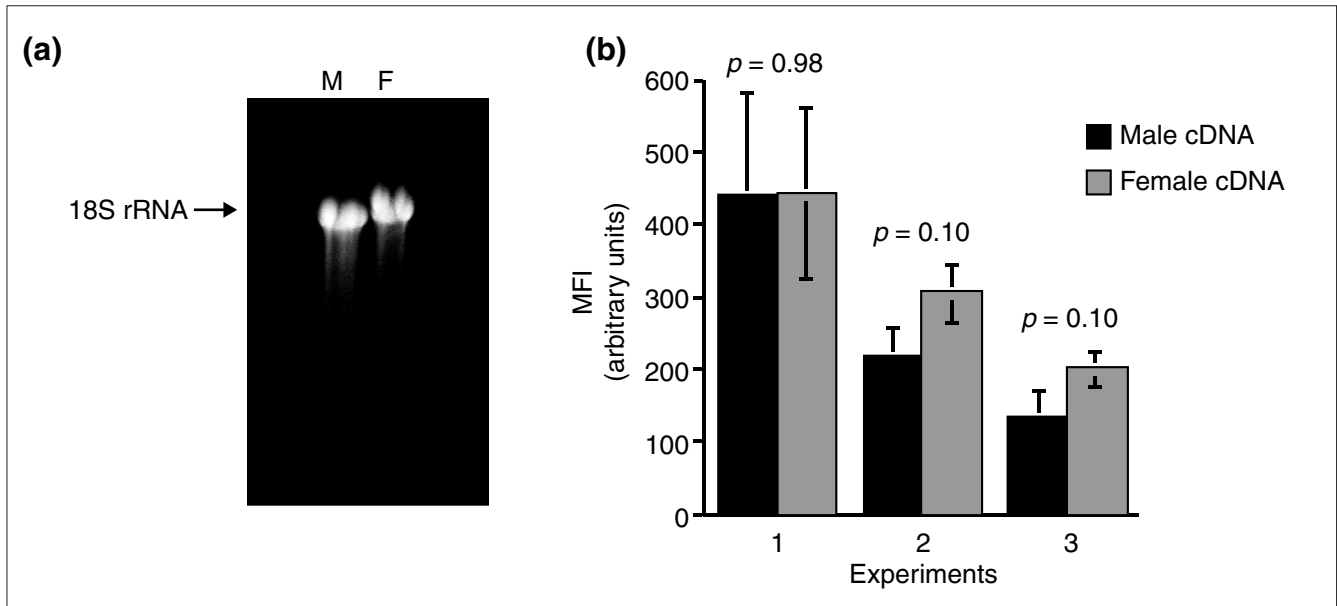 (a)
M F
18S rRNA
(b)
p = 0.98
600
500
400
300
200
100
0
MFI
(arbitrary units)
p = 0.10
p = 0.10
Male cDNA
Female cDNA
1 2 3
Experiments